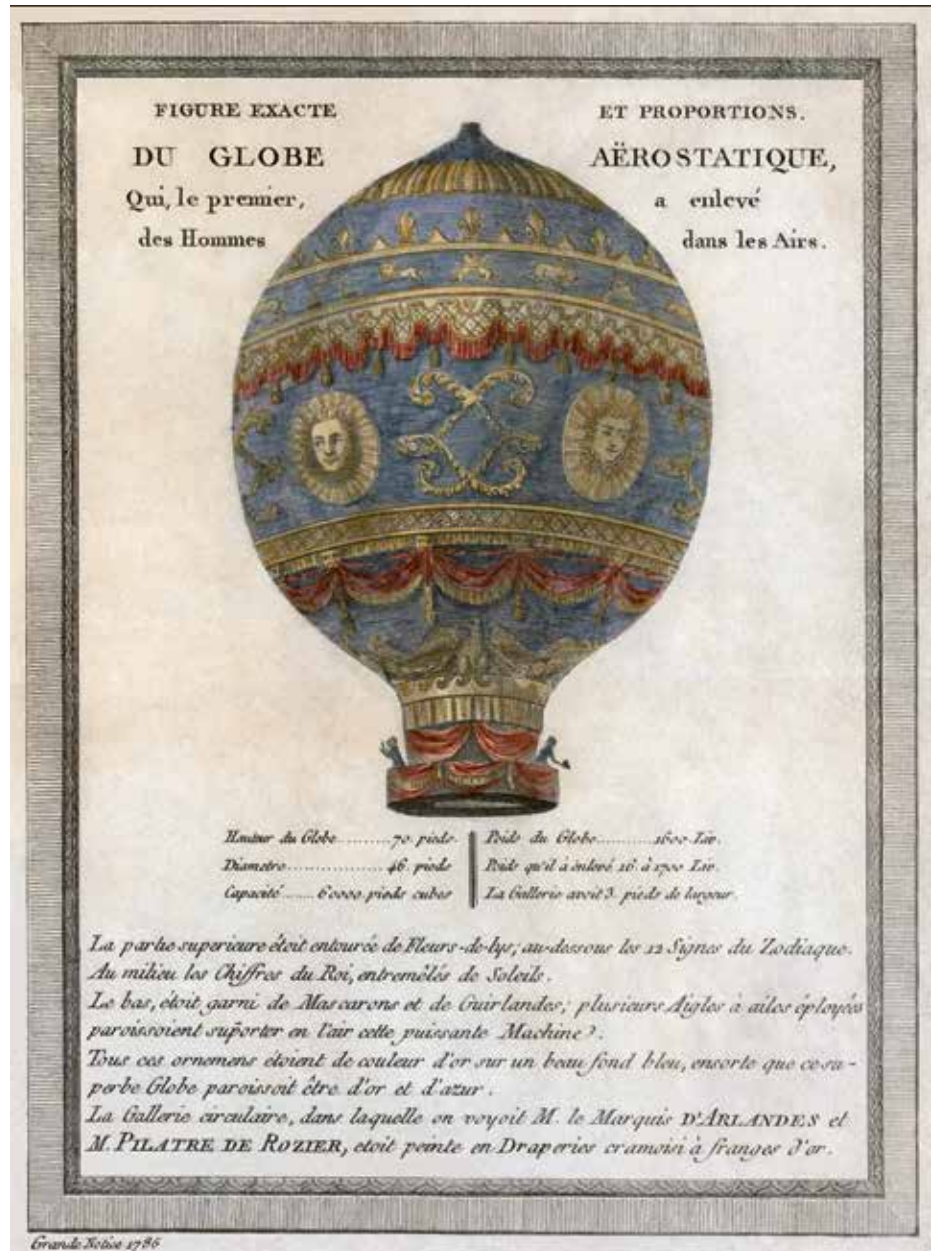 FIGURE EXACTE ET PROPORTIONS.
DU GLOBE AËROSTATIQUE,
Qui, le premier, a enlevé
des Hommes dans les Airs.
Hauteur du Globe..........70 pieds.
Diametre..................46 pieds
Capacité.......60000 pieds cubes
Poids du Globe..........1600 Liv.
Poids qu'il à enlevé 16 à 1700 Liv.
La Gallerie avoit 3 pieds de largeur.
La partie superieure étoit entourée de Fleurs-de-lys, au-dessous les 12 Signes du Zodiaque.
Au milieu les Chiffres du Roi, entremêlés de Soleils.
Le bas, étoit garni de Mascarons et de Guirlandes; plusieurs Aigles à ailes éployées
paroissoient suporter en l'air cette puissante Machine.
Tous ces ornemens étoient de couleur d'or sur un beau fond bleu, ensorte que ce su-
perbe Globe paroissoit être d'or et d'azur.
La Gallerie circulaire, dans laquelle on voyoit M. le Marquis D'ARLANDES et
M. PILATRE DE ROZIER, etoit peinte en Draperies cramoisi à franges d'or.
Grande Notice 1786